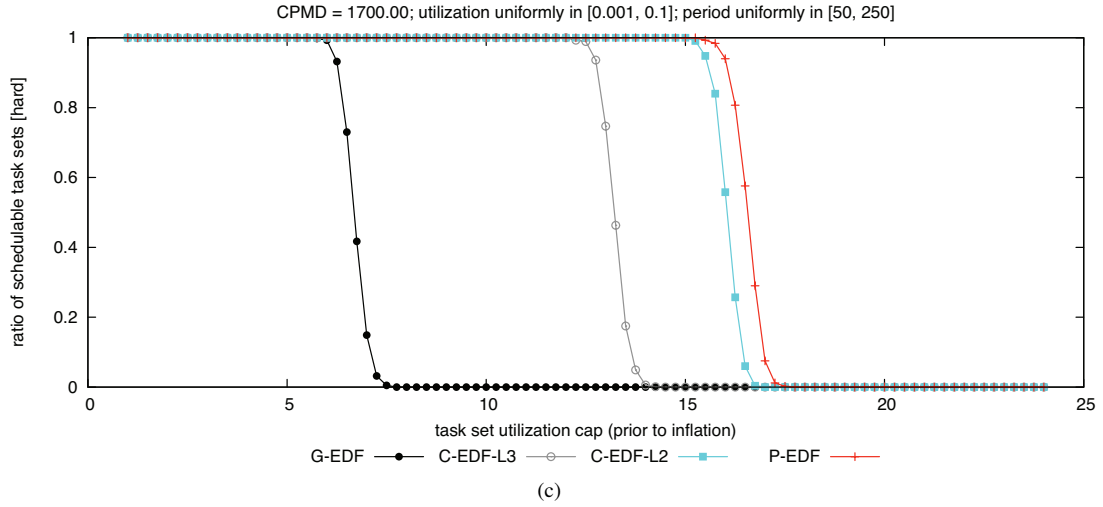 CPMD = 1700.00; utilization uniformly in [0.001, 0.1]; period uniformly in [50, 250]
ratio of schedulable task sets [hard]
1
0.8
0.6
0.4
0.2
0
0 5 10 15 20 25
task set utilization cap (prior to inflation)
G-EDF C-EDF-L3 C-EDF-L2 P-EDF
(c)